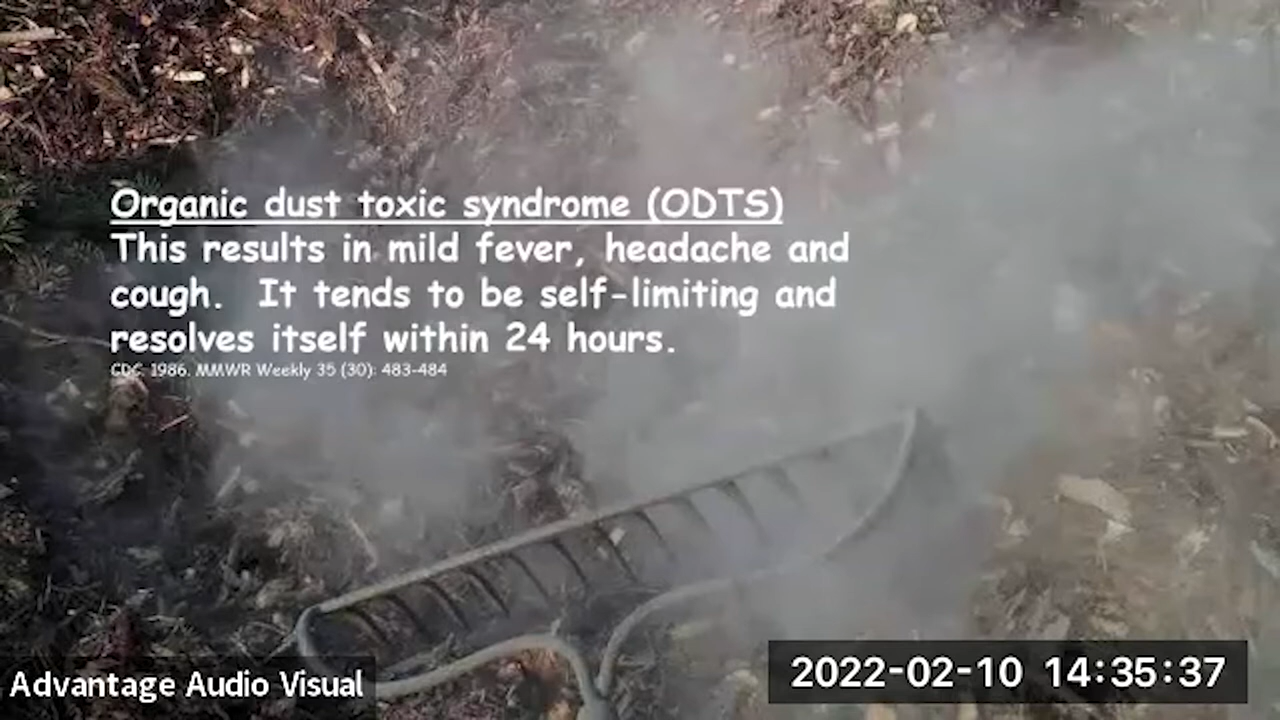 Organic dust toxic syndrome (ODTS)
This results in mild fever, headache and
cough.  It tends to be self-limiting and
resolves itself within 24 hours.
CDC. 1986. MMWR Weekly 35 (30): 483-484
Advantage Audio Visual
2022-02-10 14:35:37